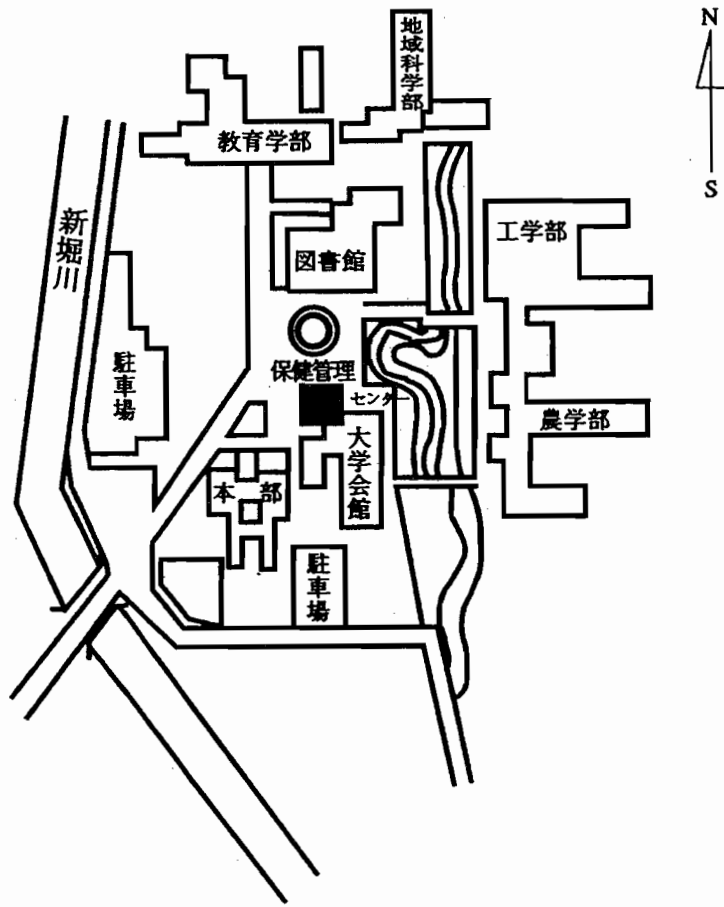 N
S
地域科学部
教育学部
新堀川
工学部
図書館
保健管理
センター
駐車場
農学部
大学会館
本部
駐車場